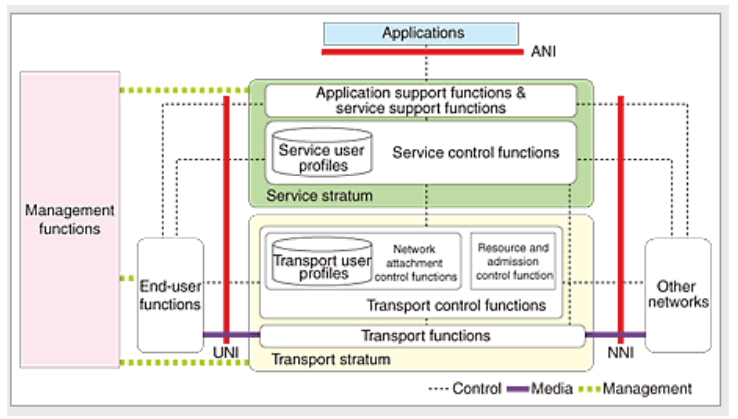 Applications
ANI
Application support functions &
service support functions
Service user
profiles
Service control functions
Service stratum
Management
functions
Transport user
profiles
Network
attachment
control functions
Resource and
admission
control function
End-user
functions
Other
networks
Transport control functions
Transport functions
UNI
Transport stratum
NNI
Control
Media
Management